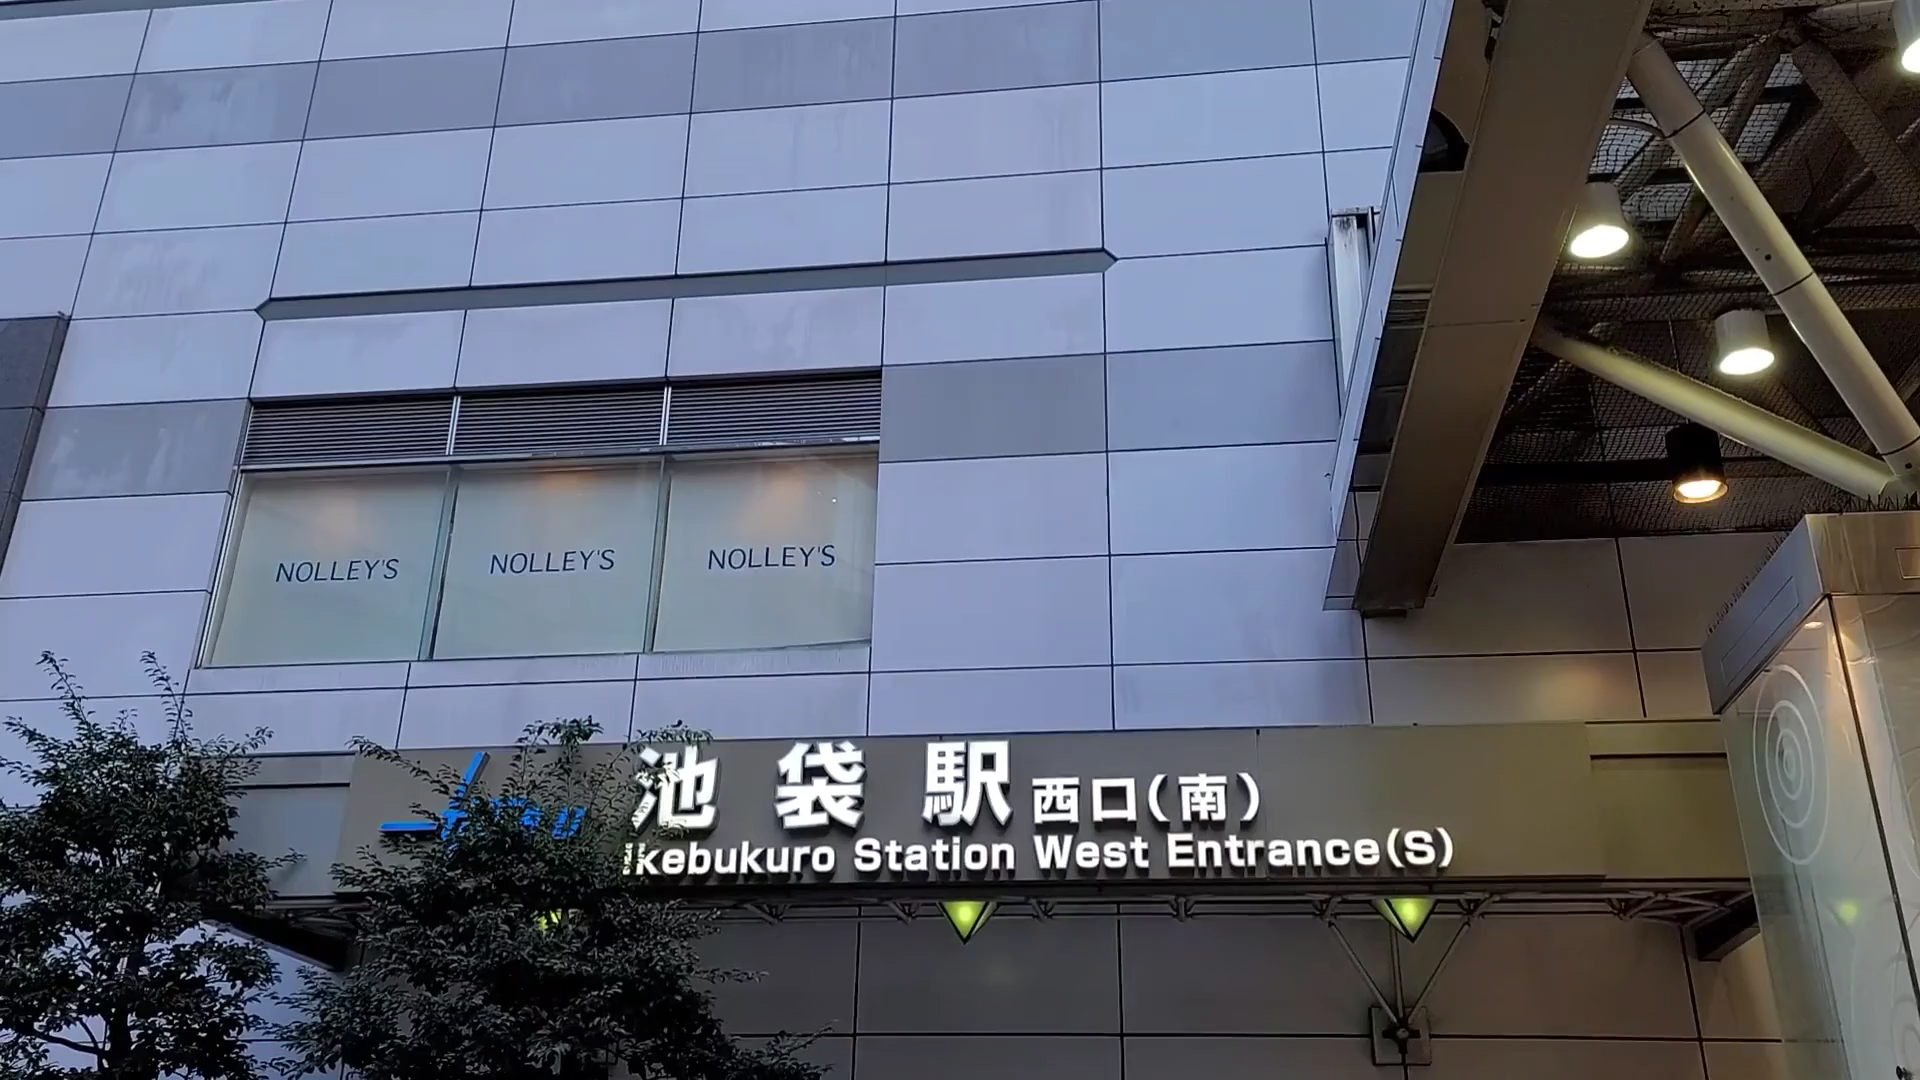 NOLLEY'S NOLLEY'S NOLLEY'S
池袋駅 西口(南)
Ikebukuro Station West Entrance(S)